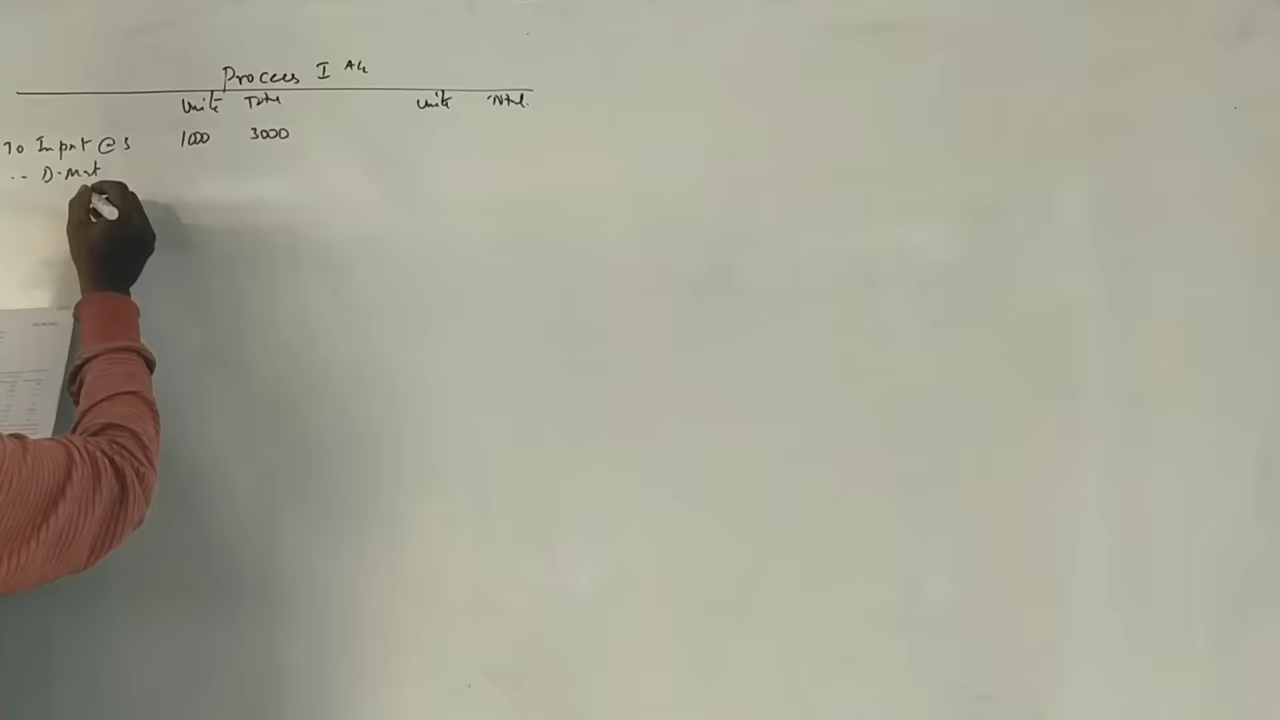 Process I A/c
Units Total Units Total
To Input @ 3 1000 3000
" D.Mat